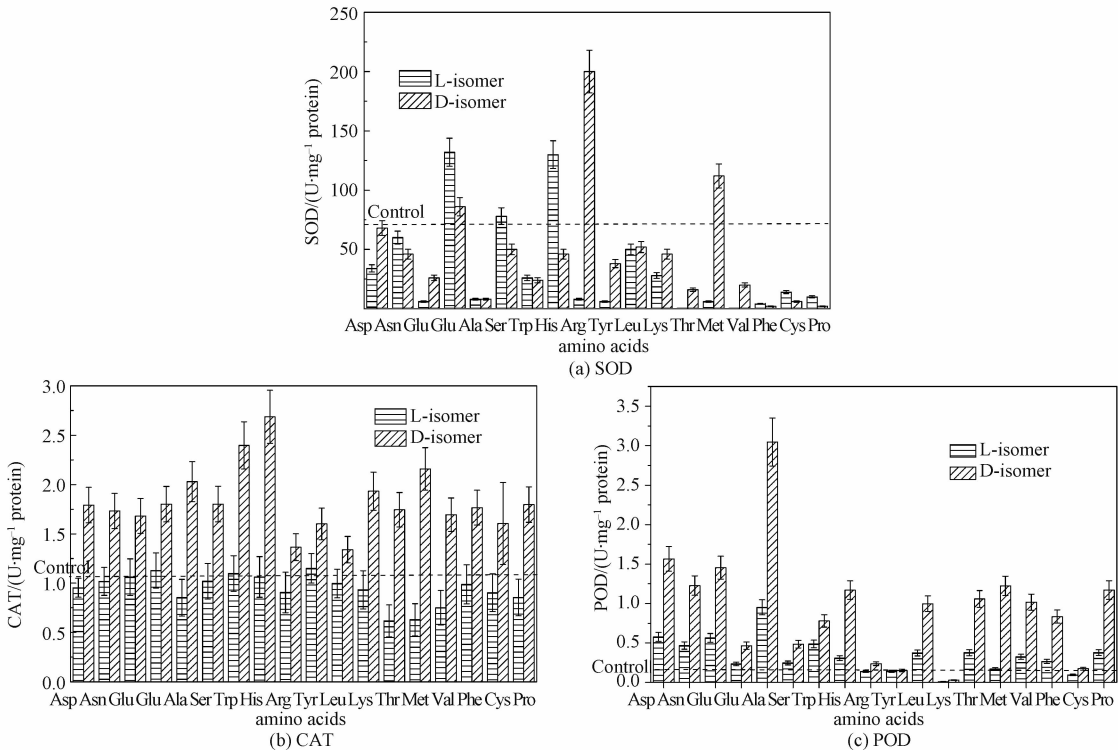 250
200
150
100
50
SOD/(U·mg⁻¹ protein)
L-isomer
D-isomer
Control
Asp Asn Glu Glu Ala Ser Trp His Arg Tyr Leu Lys Thr Met Val Phe Cys Pro
amino acids
(a) SOD
3.0
2.5
2.0
1.5
1.0
0.5
0.0
CAT/(U·mg⁻¹ protein)
L-isomer
D-isomer
Control
Asp Asn Glu Glu Ala Ser Trp His Arg Tyr Leu Lys Thr Met Val Phe Cys Pro
amino acids
(b) CAT
3.5
3.0
2.5
2.0
1.5
1.0
0.5
0.0
POD/(U·mg⁻¹ protein)
L-isomer
D-isomer
Control
Asp Asn Glu Glu Ala Ser Trp His Arg Tyr Leu Lys Thr Met Val Phe Cys Pro
amino acids
(c) POD